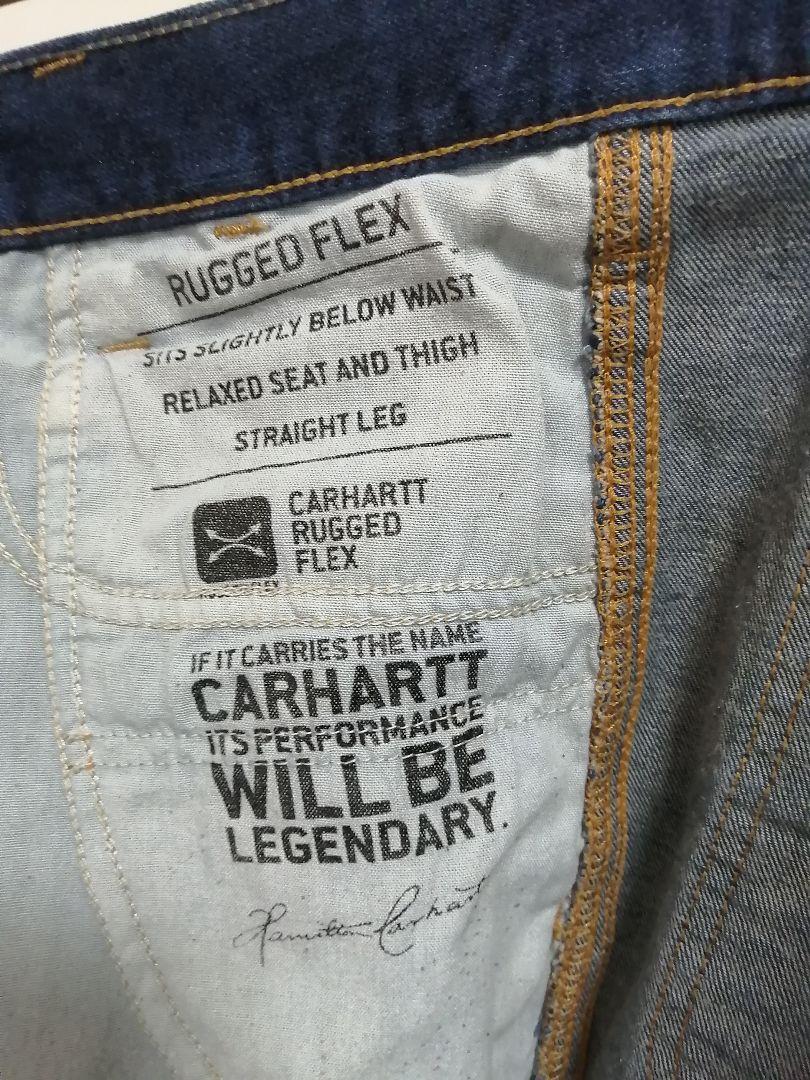 RUGGED FLEX
SITS SLIGHTLY BELOW WAIST
RELAXED SEAT AND THIGH
STRAIGHT LEG
CARHARTT
RUGGED
FLEX
IF IT CARRIES THE NAME
CARHARTT
ITS PERFORMANCE
WILL BE
LEGENDARY.
Hamilton Carhartt